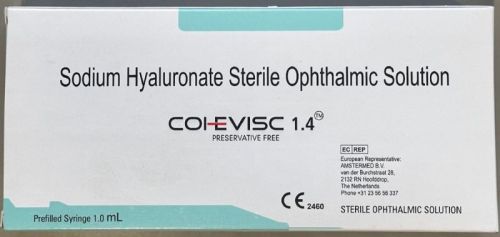 Sodium Hyaluronate Sterile Ophthalmic Solution
COHEVISC 1.4™
PRESERVATIVE FREE
EC REP
European Representative:
AMSTERMED B.V.
van der Burchstraat 28,
2132 RN Hoofddrop,
The Netherlands
Phone +31 23 56 56 337
CE 2460
Prefilled Syringe 1.0 mL
STERILE OPHTHALMIC SOLUTION